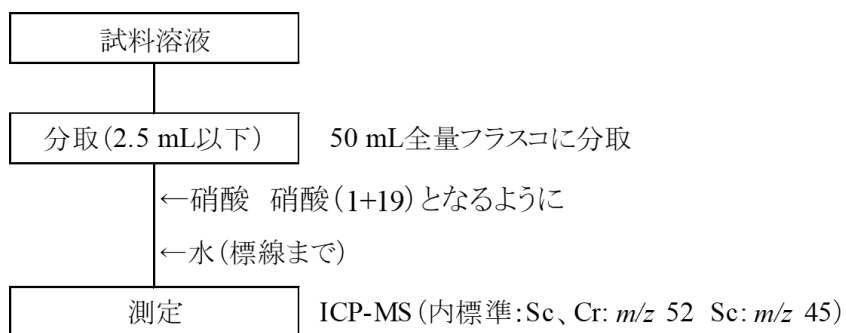 試料溶液
分取（2.5 mL以下） 50 mL全量フラスコに分取
←硝酸 硝酸（1+19）となるように
←水（標線まで）
測定 ICP-MS（内標準：Sc、Cr: m/z 52 Sc: m/z 45）